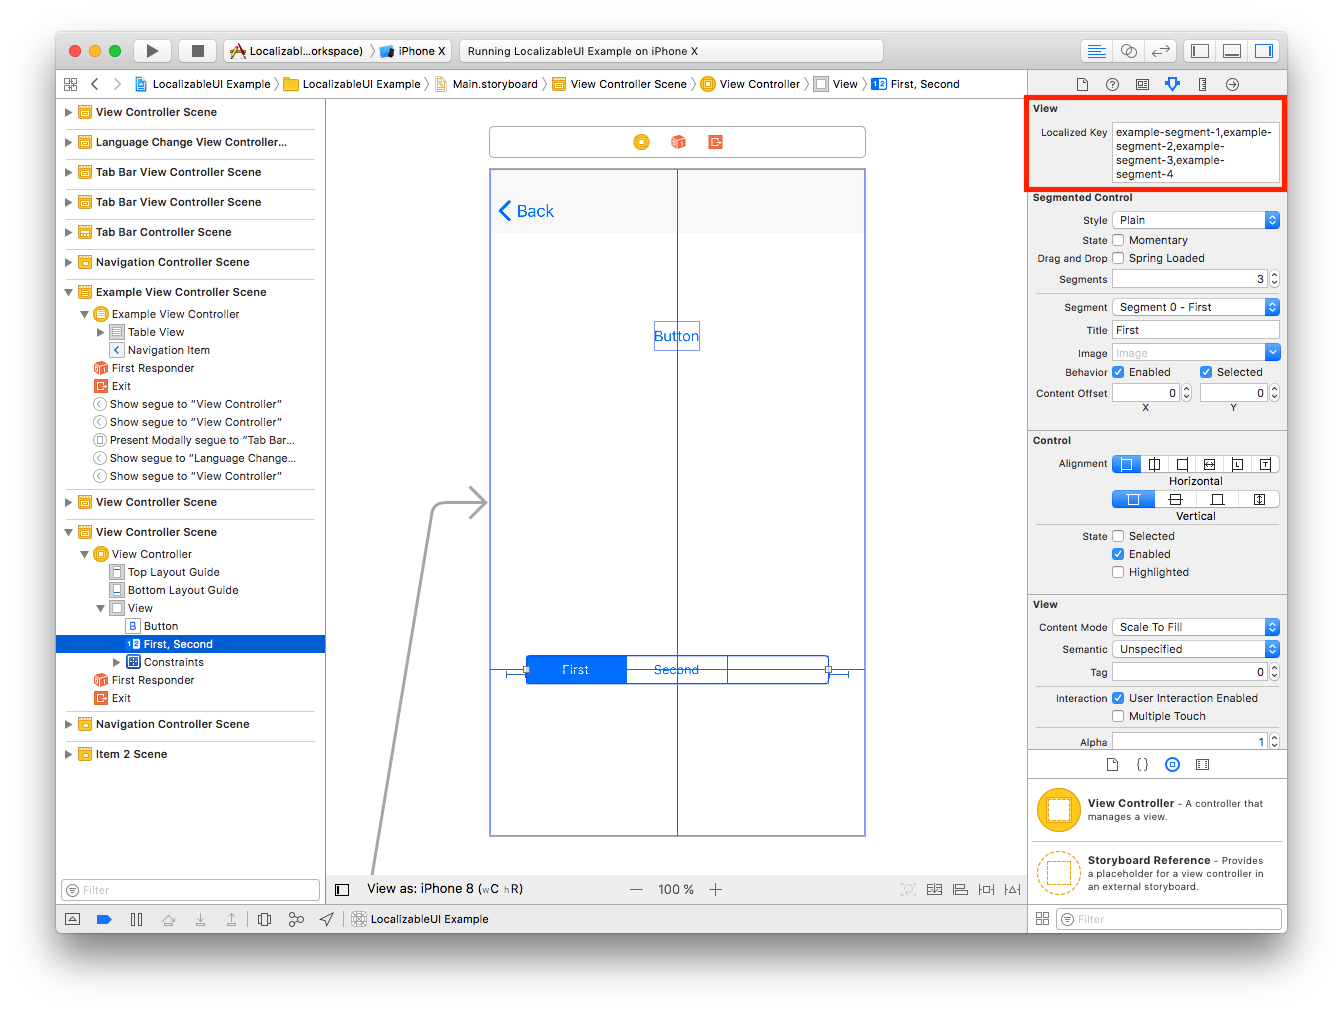 Localizabl...orkspace) iPhone X
Running LocalizableUI Example on iPhone X
LocalizableUI Example LocalizableUI Example Main.storyboard View Controller Scene View Controller View 12 First, Second
View Controller Scene
Language Change View Controller...
Tab Bar View Controller Scene
Tab Bar View Controller Scene
Tab Bar Controller Scene
Navigation Controller Scene
Example View Controller Scene
Example View Controller
Table View
Navigation Item
First Responder
Exit
Show segue to “View Controller”
Show segue to “View Controller”
Present Modally segue to “Tab Bar...
Show segue to “Language Change...
Show segue to “View Controller”
View Controller Scene
View Controller Scene
View Controller
Top Layout Guide
Bottom Layout Guide
View
B Button
12 First, Second
Constraints
First Responder
Exit
Navigation Controller Scene
Item 2 Scene
Filter
Back
Button
First Second
View as: iPhone 8 (wC hR)
100 %
LocalizableUI Example
View
Localized Key example-segment-1,example-
segment-2,example-
segment-3,example-
segment-4
Segmented Control
Style Plain
State Momentary
Drag and Drop Spring Loaded
Segments 3
Segment Segment 0 - First
Title First
Image Image
Behavior Enabled Selected
Content Offset 0 0
X Y
Control
Alignment
Horizontal
Vertical
State Selected
Enabled
Highlighted
View
Content Mode Scale To Fill
Semantic Unspecified
Tag 0
Interaction User Interaction Enabled
Multiple Touch
Alpha 1
{}
View Controller - A controller that
manages a view.
Storyboard Reference - Provides
a placeholder for a view controller in
an external storyboard.
Filter